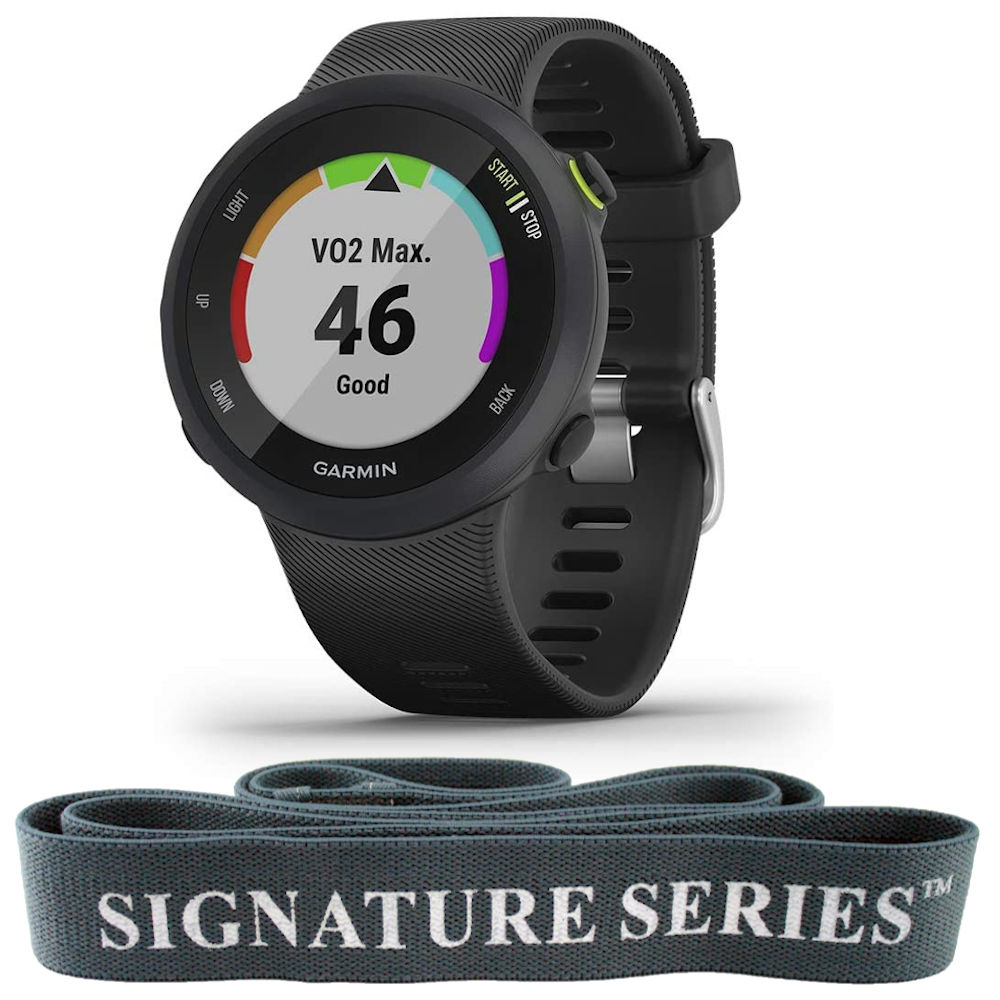 LIGHT
START
STOP
VO2 Max.
UP
46
Good
DOWN
BACK
GARMIN
SIGNATURE SERIES™